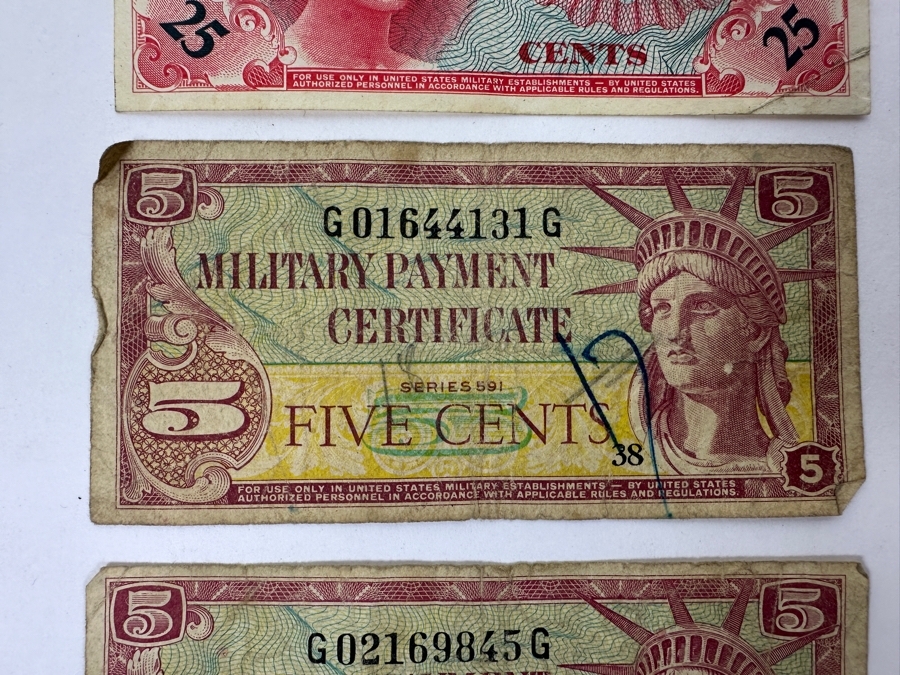 25 CENTS 25
FOR USE ONLY IN UNITED STATES MILITARY ESTABLISHMENTS — BY UNITED STATES
AUTHORIZED PERSONNEL IN ACCORDANCE WITH APPLICABLE RULES AND REGULATIONS.
5 5
G01644131G
MILITARY PAYMENT
CERTIFICATE
SERIES 591
5 FIVE CENTS
38
5
FOR USE ONLY IN UNITED STATES MILITARY ESTABLISHMENTS — BY UNITED STATES
AUTHORIZED PERSONNEL IN ACCORDANCE WITH APPLICABLE RULES AND REGULATIONS.
5 5
G02169845G